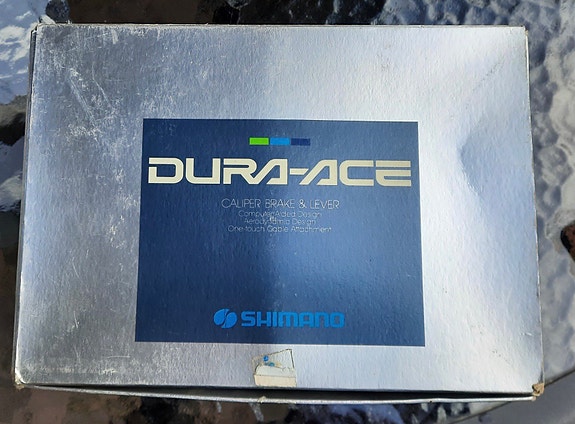 DURA-ACE
CALIPER BRAKE & LEVER
Computer Aided Design
Aerodynamic Design
One-touch Cable Attachment
SHIMANO